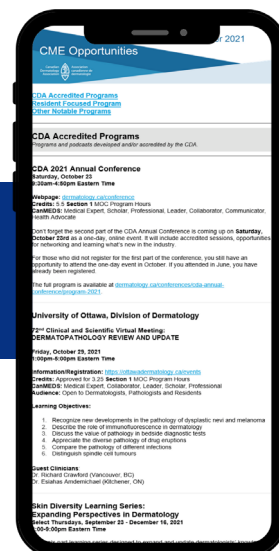 2021
CME Opportunities
Canadian Dermatology Association
Association canadienne de dermatologie
CDA Accredited Programs
Resident Focused Program
Other Notable Programs
CDA Accredited Programs
Programs and podcasts developed and/or accredited by the CDA.
CDA 2021 Annual Conference
Saturday, October 23
9:20am-4:50pm Eastern Time
Webpage: dermatology.ca/conference
Credits: 5.5 Section 1 MOC Program Hours
CanMEDS: Medical Expert, Scholar, Professional, Leader, Collaborator, Communicator,
Health Advocate
Don't forget the second part of the CDA Annual Conference is coming up on Saturday,
October 23rd as a one-day, online event. It will include accredited sessions, opportunities
for networking and learning what's new in the industry.
For those who did not register for the first part of the conference, you still have an
opportunity to attend the one-day event in October. If you attended in June, you have
already been registered.
The full program is available at dermatology.ca/conferences/cda-annual-
conference/program-2021.
University of Ottawa, Division of Dermatology
72nd Clinical and Scientific Virtual Meeting:
DERMATOPATHOLOGY REVIEW AND UPDATE
Friday, October 29, 2021
1:00pm-6:00pm Eastern Time
Information/Registration: https://ottawadermatology.ca/events
Credits: Approved for 3.25 Section 1 MOC Program Hours
CanMEDS: Medical Expert, Collaborator, Leader, Scholar, Professional
Audience: Open to Dermatologists, Pathologists and Residents
Learning Objectives:
1. Recognize new developments in the pathology of dysplastic nevi and melanoma
2. Describe the role of immunofluorescence in dermatology
3. Discuss the value of pathology in bedside diagnostic tests
4. Appreciate the diverse pathology of drug eruptions
5. Compare the pathology of different infections
6. Distinguish spindle cell tumours
Guest Clinicians:
Dr. Richard Crawford (Vancouver, BC)
Dr. Esiahas Amdemichael (Kitchener, ON)
Skin Diversity Learning Series:
Expanding Perspectives in Dermatology
Select Thursdays, September 23 - December 16, 2021
:00-9:00pm Eastern Time
part learning series designed to expand and update dermatologists'